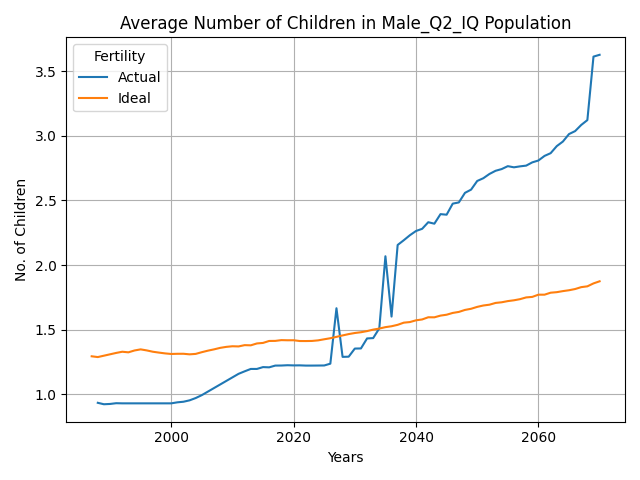 Average Number of Children in Male_Q2_IQ Population
Fertility
Actual
Ideal
No. of Children
3.5
3.0
2.5
2.0
1.5
1.0
2000 2020 2040 2060
Years